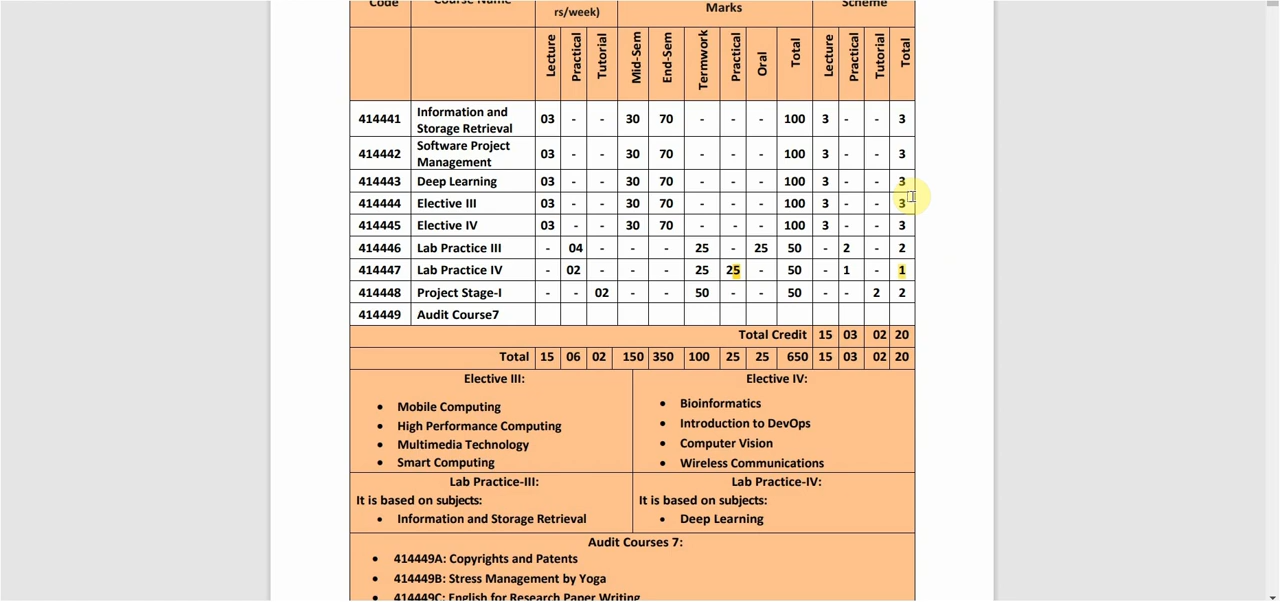 Code Course Name rs/week) Marks Scheme
Lecture Practical Tutorial Mid-Sem End-Sem Termwork Practical Oral Total Lecture Practical Tutorial Total
414441 Information and Storage Retrieval 03 - - 30 70 - - - 100 3 - - 3
414442 Software Project Management 03 - - 30 70 - - - 100 3 - - 3
414443 Deep Learning 03 - - 30 70 - - - 100 3 - - 3
414444 Elective III 03 - - 30 70 - - - 100 3 - - 3
414445 Elective IV 03 - - 30 70 - - - 100 3 - - 3
414446 Lab Practice III - 04 - - - 25 - 25 50 - 2 - 2
414447 Lab Practice IV - 02 - - - 25 25 - 50 - 1 - 1
414448 Project Stage-I - - 02 - - 50 - - 50 - - 2 2
414449 Audit Course7
Total Credit 15 03 02 20
Total 15 06 02 150 350 100 25 25 650 15 03 02 20
Elective III: Elective IV:
• Mobile Computing • Bioinformatics
• High Performance Computing • Introduction to DevOps
• Multimedia Technology • Computer Vision
• Smart Computing • Wireless Communications
Lab Practice-III: Lab Practice-IV:
It is based on subjects: It is based on subjects:
• Information and Storage Retrieval • Deep Learning
Audit Courses 7:
• 414449A: Copyrights and Patents
• 414449B: Stress Management by Yoga
• 414449C: English for Research Paper Writing